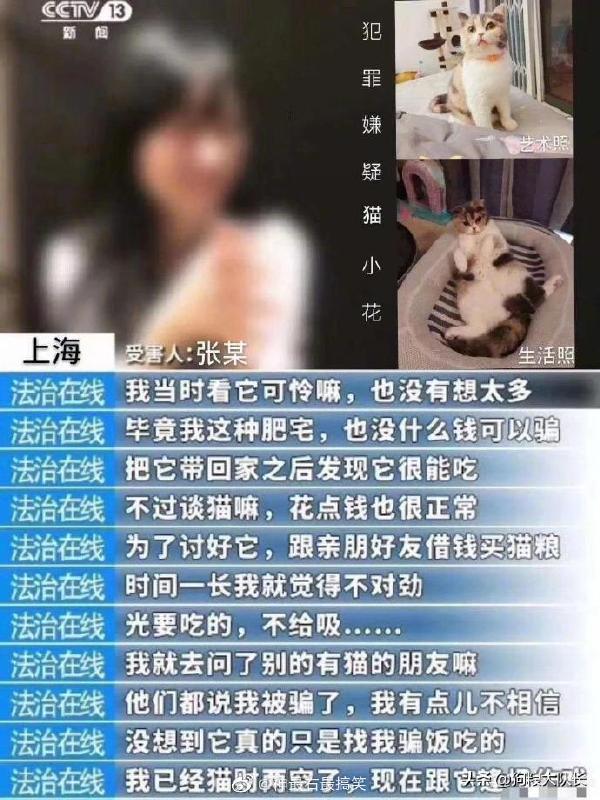 CCTV 13
新闻
犯罪嫌疑猫小花
艺术照
生活照
上海
受害人:张某
法治在线 我当时看它可怜嘛，也没有想太多
法治在线 毕竟我这种肥宅，也没什么钱可以骗
法治在线 把它带回家之后发现它很能吃
法治在线 不过谈猫嘛，花点钱也很正常
法治在线 为了讨好它，跟亲朋好友借钱买猫粮
法治在线 时间一长我就觉得不对劲
法治在线 光要吃的，不给吸……
法治在线 我就去问了别的有猫的朋友嘛
法治在线 他们都说我被骗了，我有点儿不相信
法治在线 没想到它真的只是找我骗饭吃的
法治在线 我已经猫财两空了，现在跟它
头条 @狗技大队长
最右最搞笑